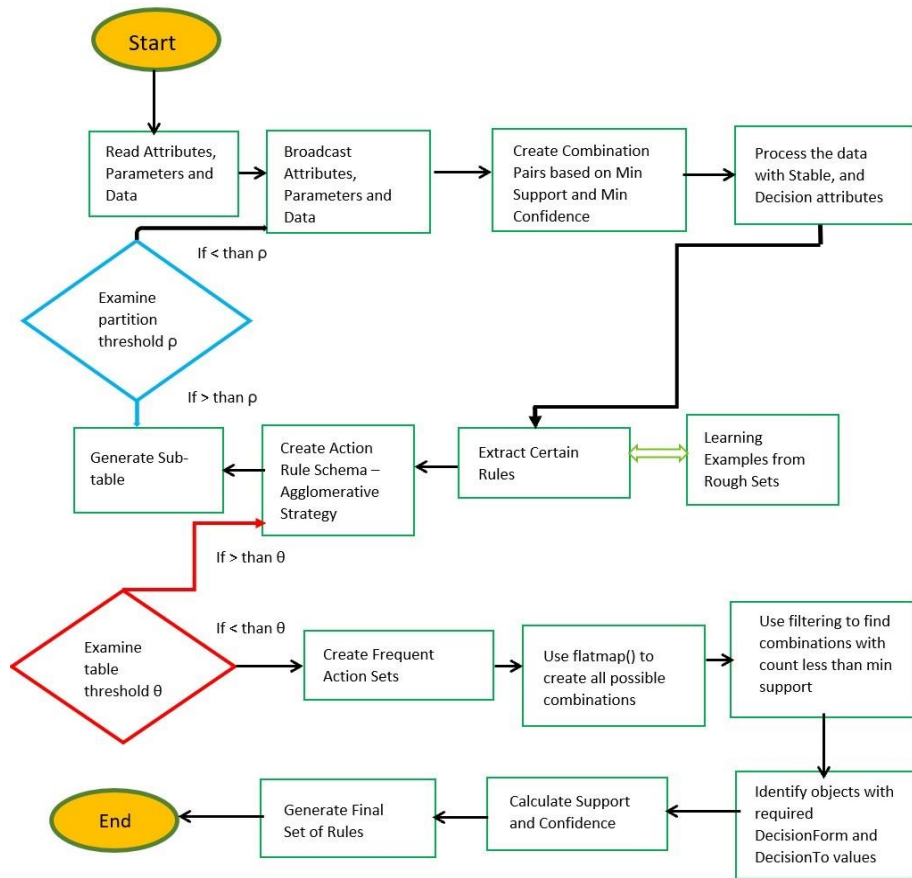 Start
Read Attributes,
Parameters and
Data
Broadcast
Attributes,
Parameters and
Data
Create Combination
Pairs based on Min
Support and Min
Confidence
Process the data
with Stable, and
Decision attributes
If < than ρ
Examine
partition
threshold ρ
If > than ρ
Generate Sub-
table
Create Action
Rule Schema –
Agglomerative
Strategy
Extract Certain
Rules
Learning
Examples from
Rough Sets
If > than θ
Examine
table
threshold θ
If < than θ
Create Frequent
Action Sets
Use flatmap() to
create all possible
combinations
Use filtering to find
combinations with
count less than min
support
Identify objects with
required
DecisionForm and
DecisionTo values
Calculate Support
and Confidence
Generate Final
Set of Rules
End